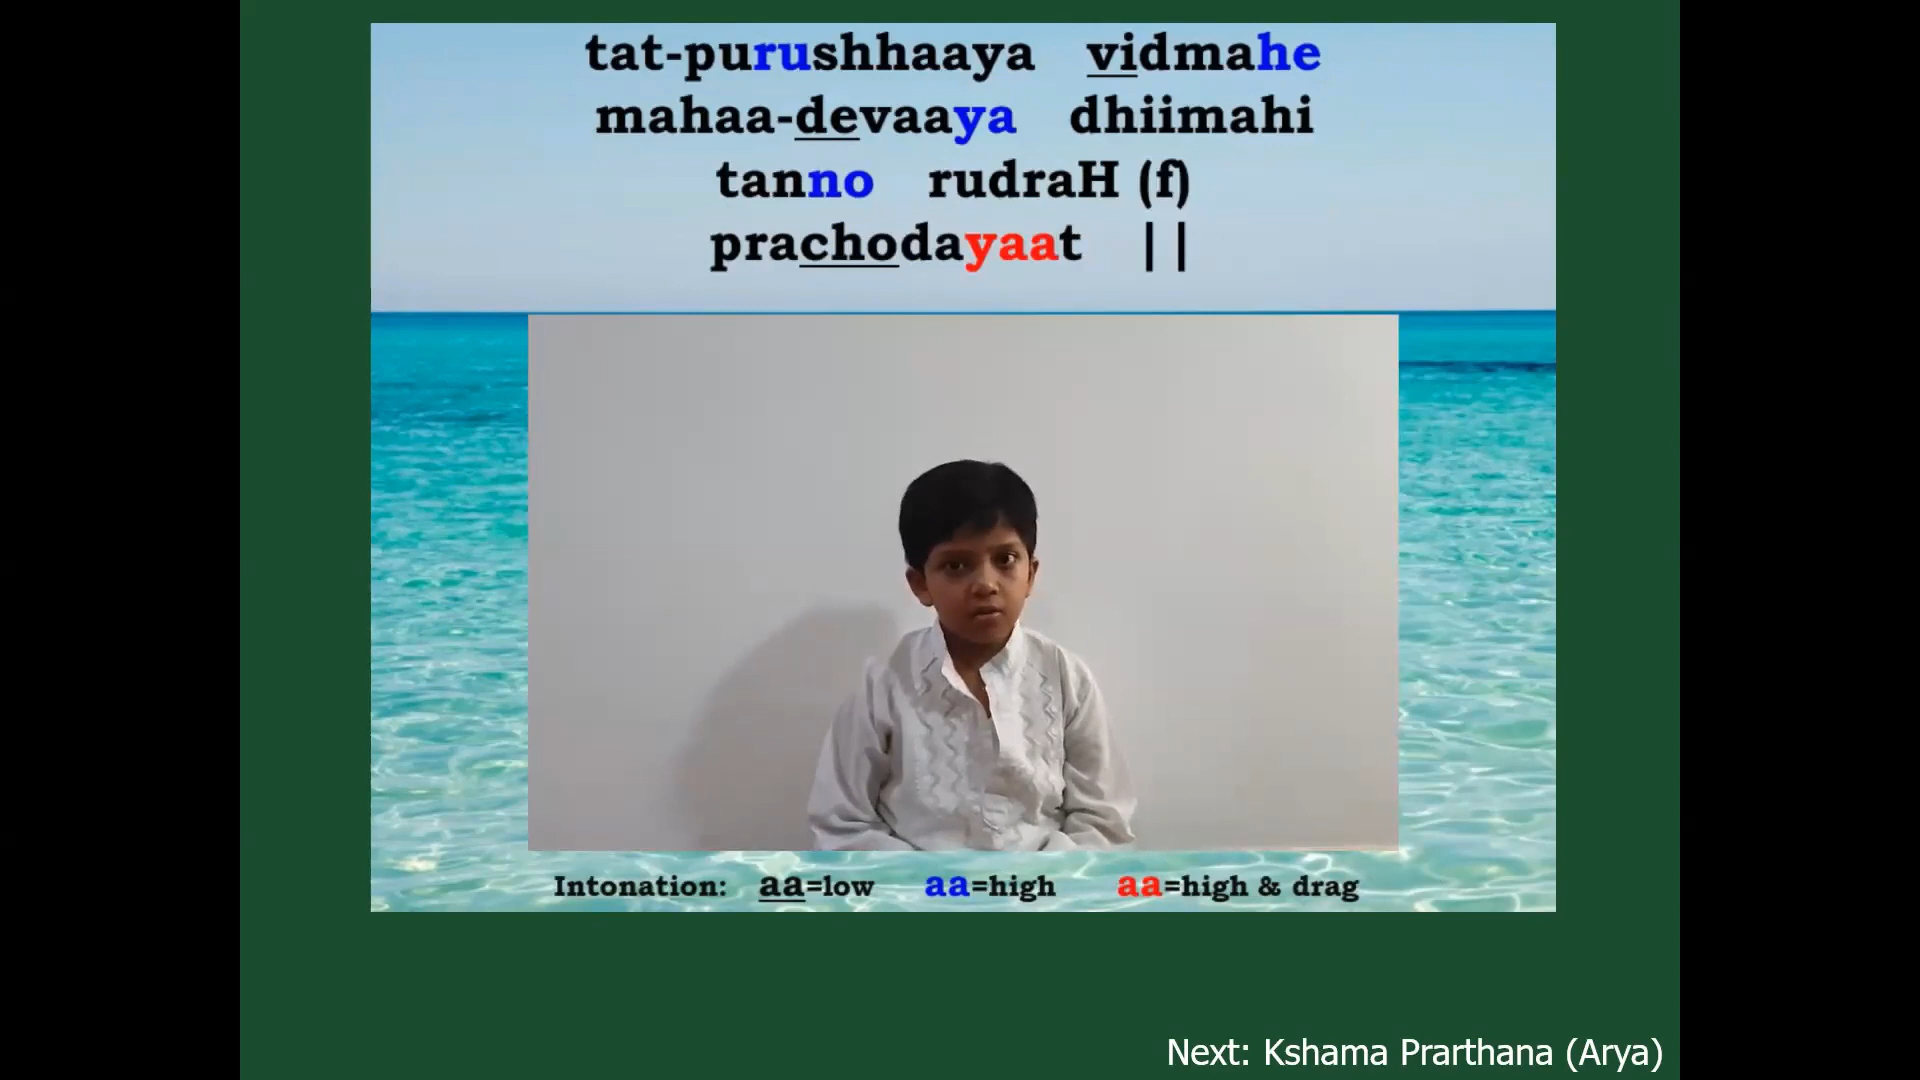 tat-purushhaaya vidmahe
mahaa-devaaya dhiimahi
tanno rudraH (f)
prachodayaat ||
Intonation: aa=low aa=high aa=high & drag
Next: Kshama Prarthana (Arya)